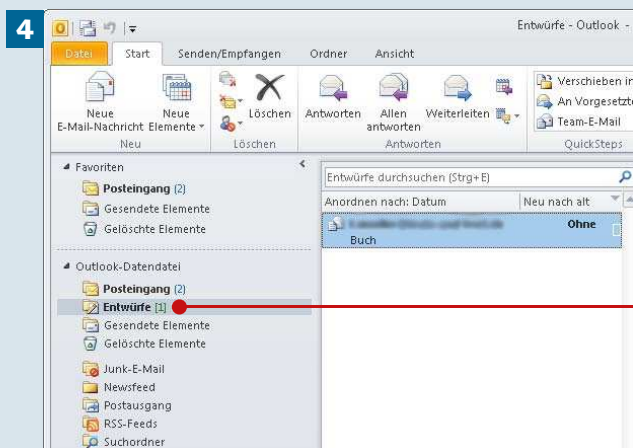 4
Entwürfe - Outlook -
Datei Start Senden/Empfangen Ordner Ansicht
Neue E-Mail-Nachricht
Neue Elemente
Löschen
Antworten
Allen antworten
Weiterleiten
Verschieben in
An Vorgesetzte
Team-E-Mail
Neu Löschen Antworten QuickSteps
Favoriten
Posteingang (2)
Gesendete Elemente
Gelöschte Elemente
Outlook-Datendatei
Posteingang (2)
Entwürfe [1]
Gesendete Elemente
Gelöschte Elemente
Junk-E-Mail
Newsfeed
Postausgang
RSS-Feeds
Suchordner
Entwürfe durchsuchen (Strg+E)
Anordnen nach: Datum Neu nach alt
Ohne
Buch